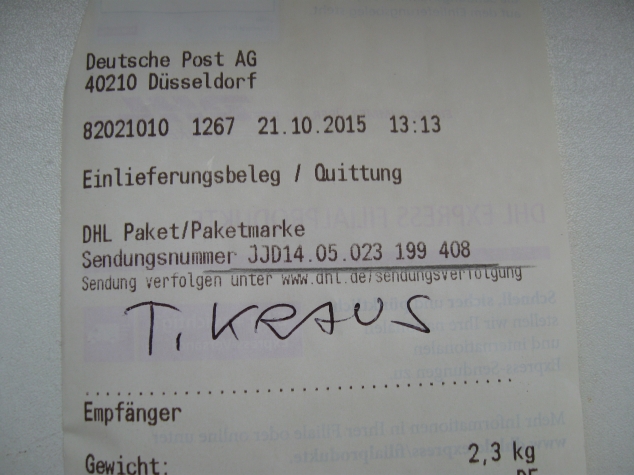 Deutsche Post AG
40210 Düsseldorf
82021010 1267 21.10.2015 13:13
Einlieferungsbeleg / Quittung
DHL Paket/Paketmarke
Sendungsnummer JJD14.05.023 199 408
Sendung verfolgen unter www.dhl.de/sendungsverfolgung
T. KRAUS
Empfänger
Gewicht: 2,3 kg
DE